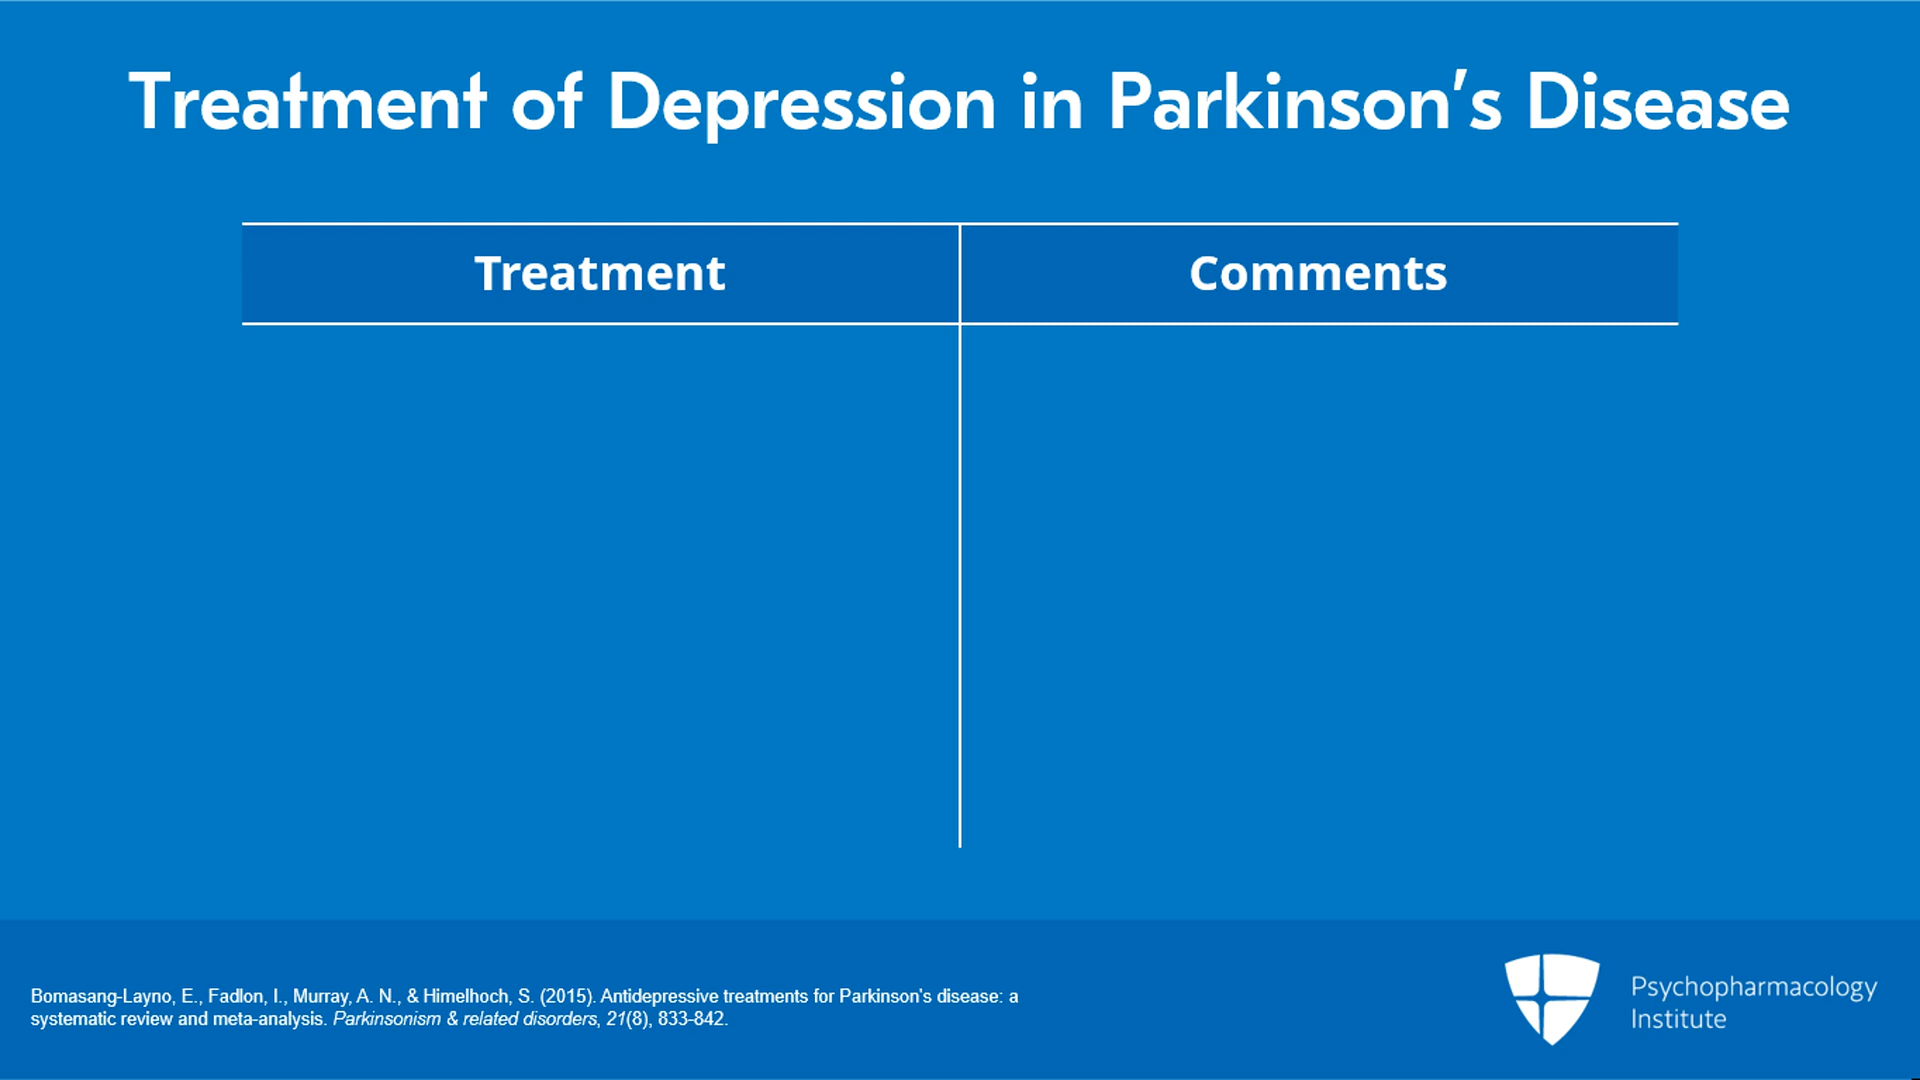 Treatment of Depression in Parkinson's Disease
Treatment
Comments
Bomasang-Layno, E., Fadlon, I., Murray, A. N., & Himelhoch, S. (2015). Antidepressive treatments for Parkinson's disease: a
systematic review and meta-analysis. Parkinsonism & related disorders, 21(8), 833-842.
Psychopharmacology
Institute